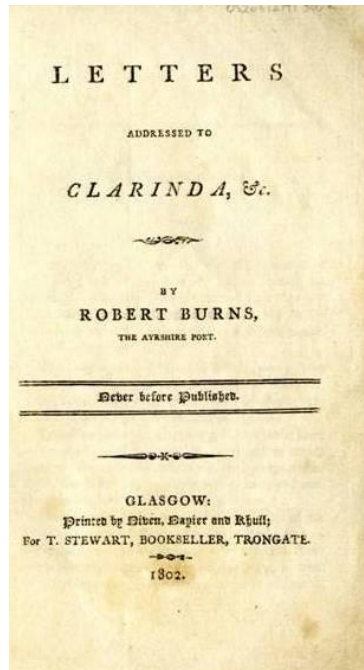 LETTERS
ADDRESSED TO
CLARINDA, &c.
BY
ROBERT BURNS,
THE AYRSHIRE POET.
Never before Published.
GLASGOW:
Printed by Niven, Napier and Khull;
For T. STEWART, BOOKSELLER, TRONGATE.
1802.